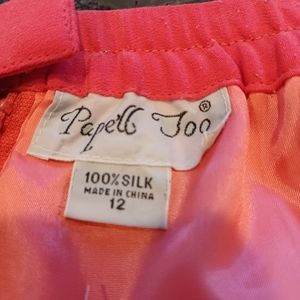 Papell Too®
100% SILK
MADE IN CHINA
12